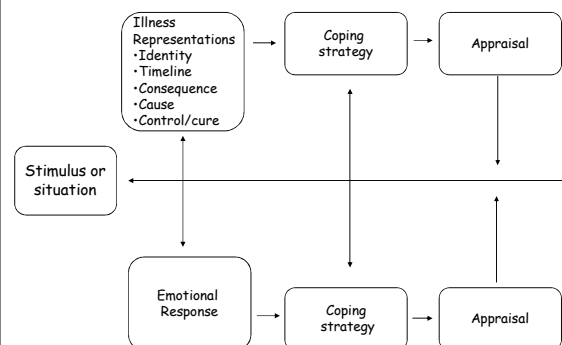 Illness
Representations
•Identity
•Timeline
•Consequence
•Cause
•Control/cure
Coping
strategy
Appraisal
Stimulus or
situation
Emotional
Response
Coping
strategy
Appraisal